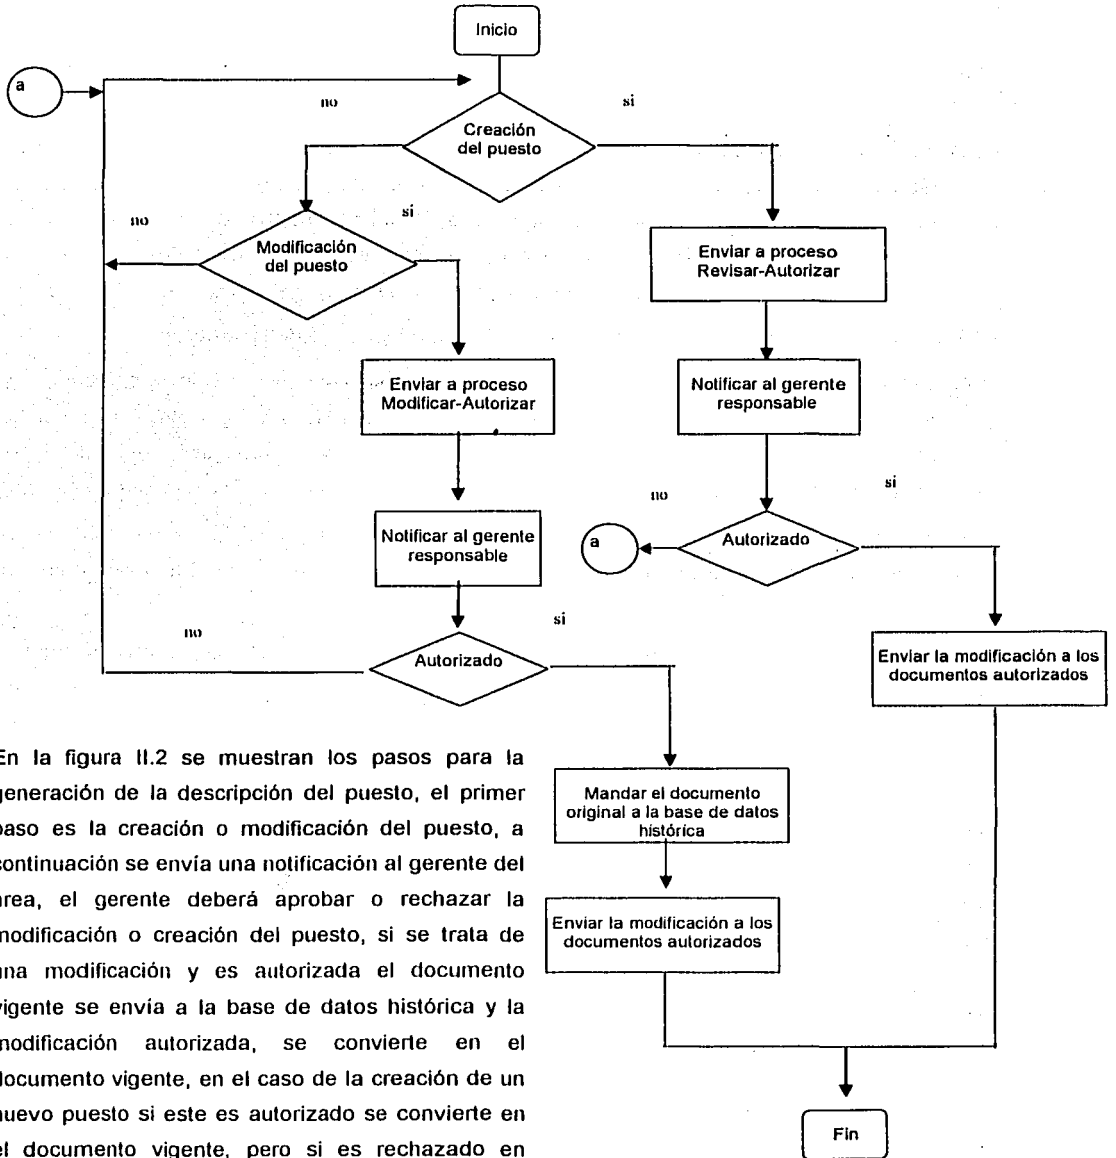 Inicio
a
no
si
Creación
del puesto
no
si
Modificación
del puesto
Enviar a proceso
Revisar-Autorizar
Enviar a proceso
Modificar-Autorizar
Notificar al gerente
responsable
no
si
Notificar al gerente
responsable
a
Autorizado
no
si
Autorizado
Enviar la modificación a los
documentos autorizados
Mandar el documento
original a la base de datos
histórica
Enviar la modificación a los
documentos autorizados
Fin
En la figura II.2 se muestran los pasos para la
generación de la descripción del puesto, el primer
paso es la creación o modificación del puesto, a
continuación se envía una notificación al gerente del
área, el gerente deberá aprobar o rechazar la
modificación o creación del puesto, si se trata de
una modificación y es autorizada el documento
vigente se envía a la base de datos histórica y la
modificación autorizada, se convierte en el
documento vigente, en el caso de la creación de un
nuevo puesto si este es autorizado se convierte en
el documento vigente, pero si es rechazado en